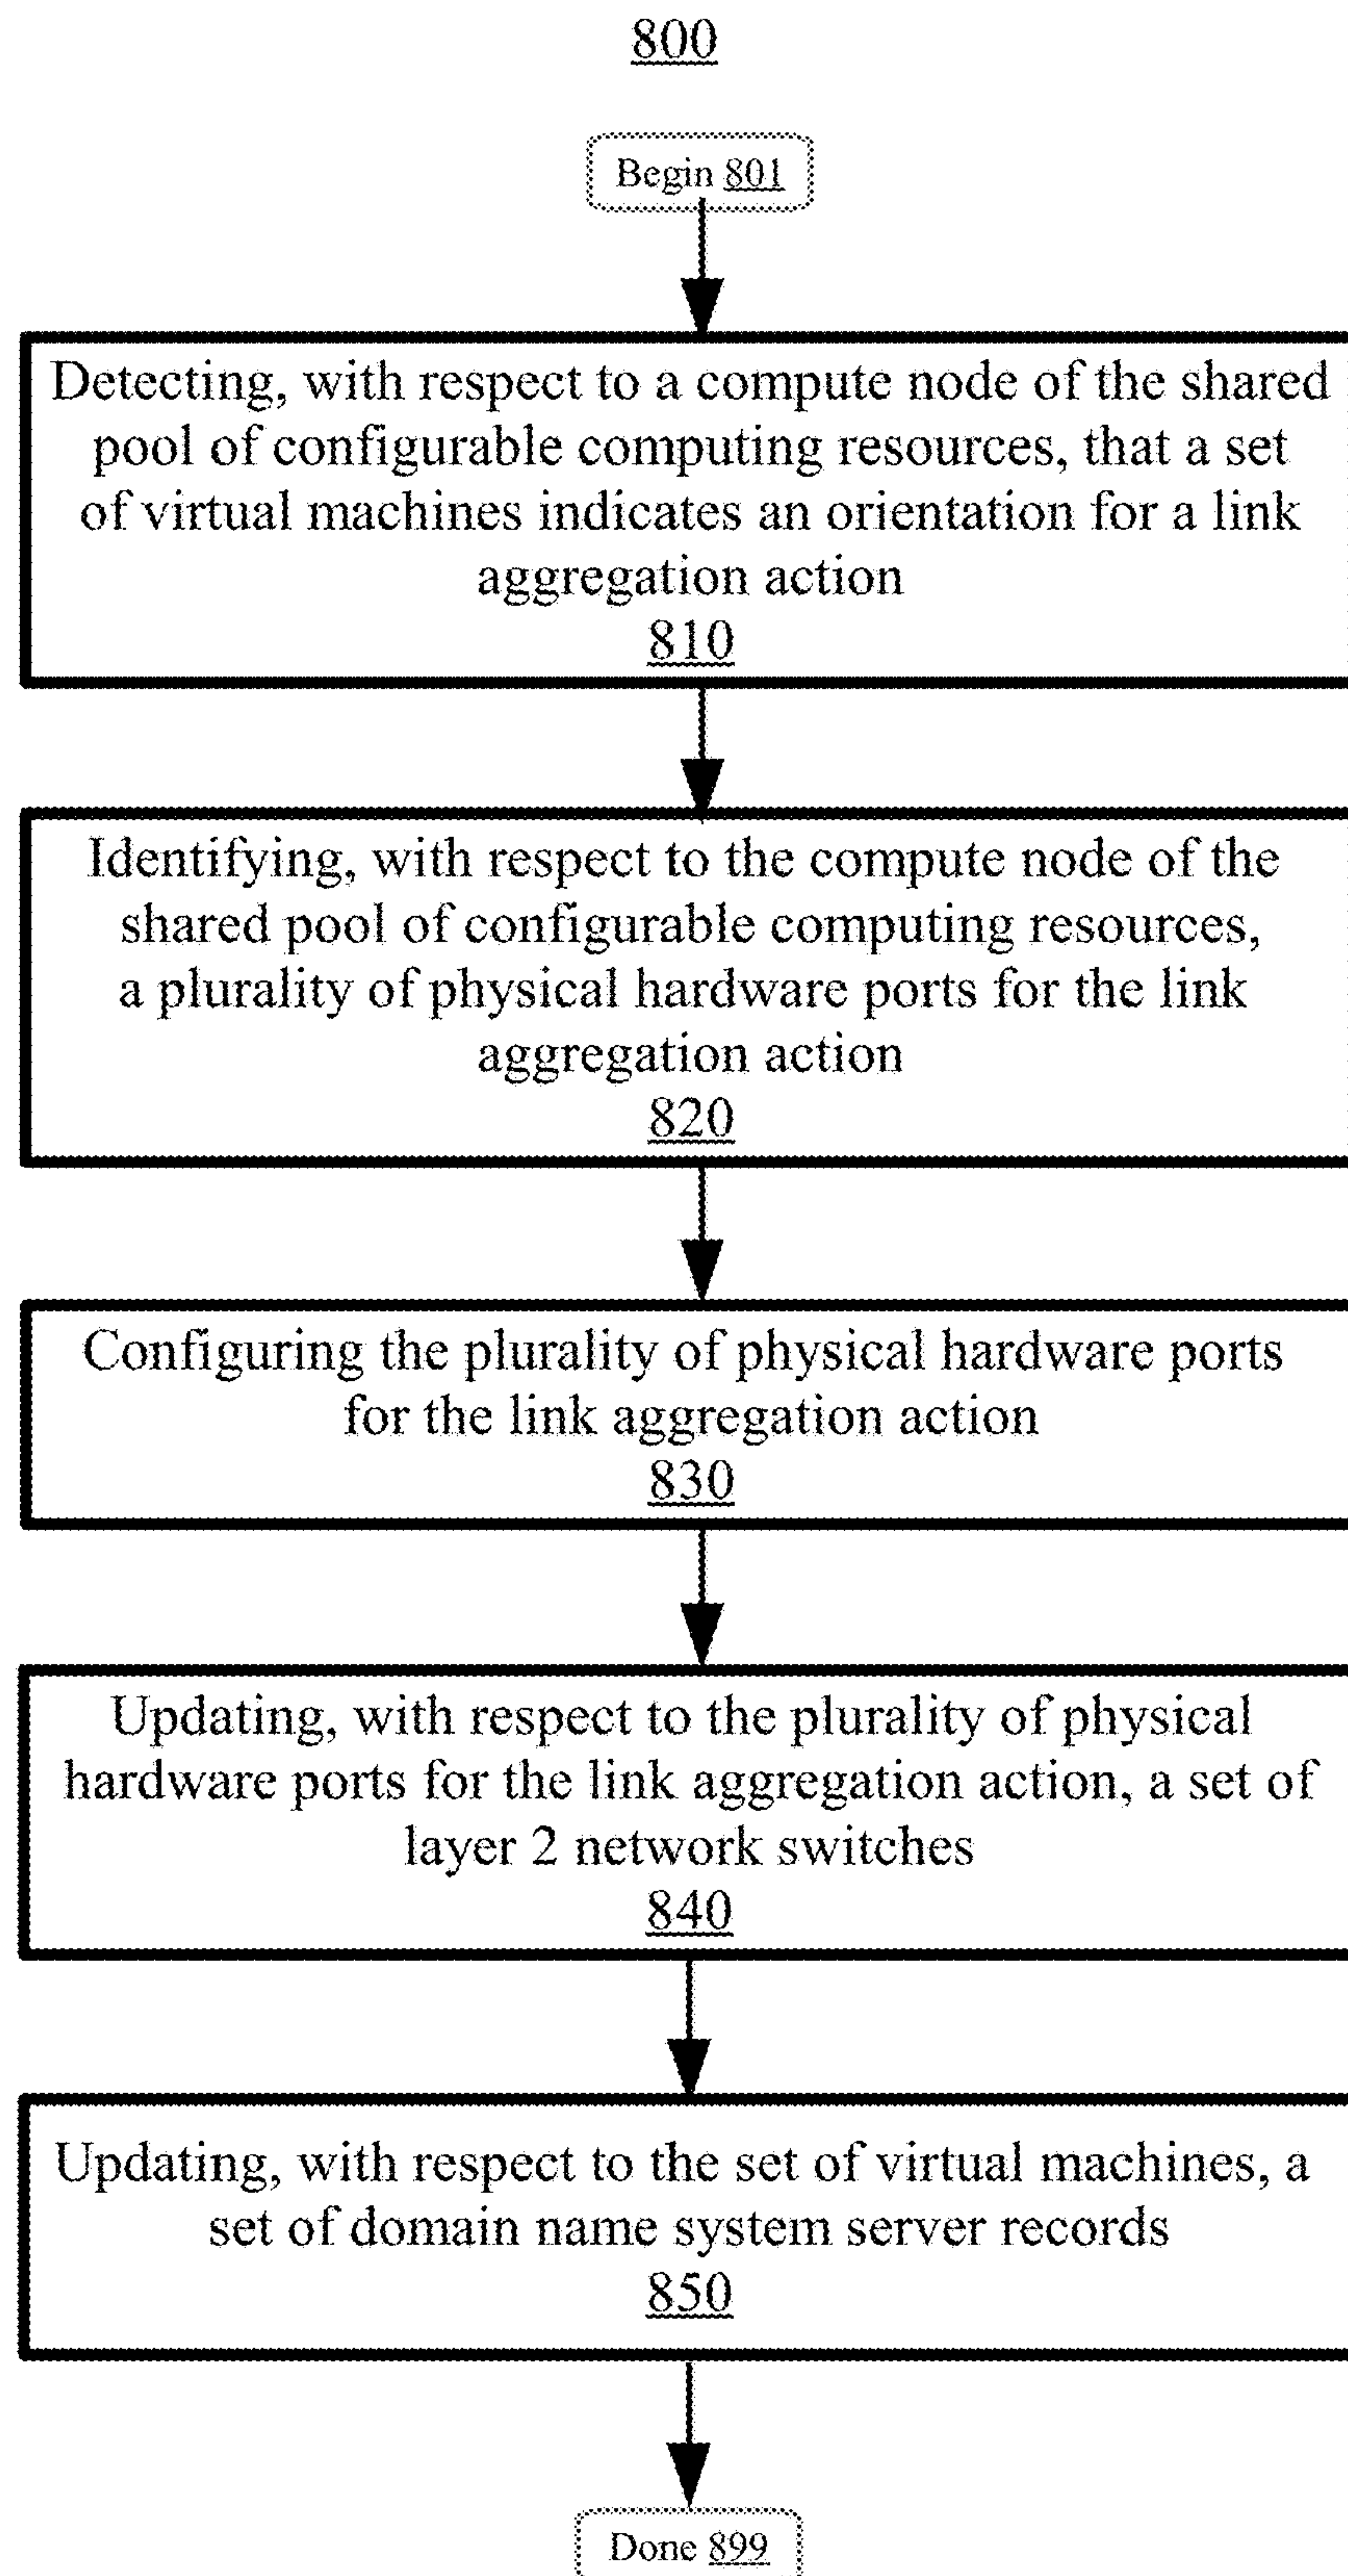 800
Begin 801
Detecting, with respect to a compute node of the shared
pool of configurable computing resources, that a set
of virtual machines indicates an orientation for a link
aggregation action
810
Identifying, with respect to the compute node of the
shared pool of configurable computing resources,
a plurality of physical hardware ports for the link
aggregation action
820
Configuring the plurality of physical hardware ports
for the link aggregation action
830
Updating, with respect to the plurality of physical
hardware ports for the link aggregation action, a set of
layer 2 network switches
840
Updating, with respect to the set of virtual machines, a
set of domain name system server records
850
Done 899